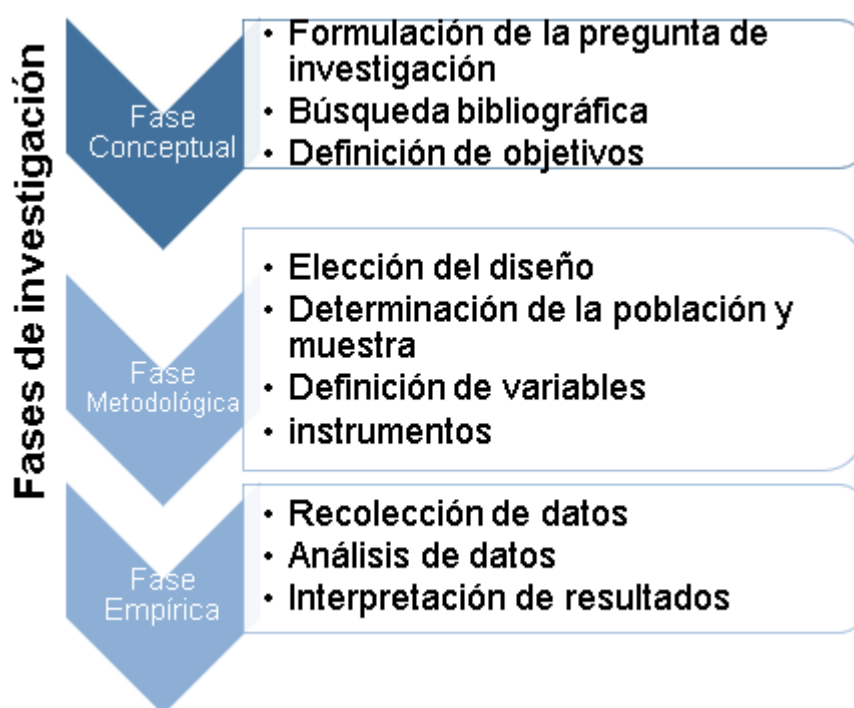 Fases de investigación
Fase
Conceptual
• Formulación de la pregunta de
investigación
• Búsqueda bibliográfica
• Definición de objetivos
Fase
Metodológica
• Elección del diseño
• Determinación de la población y
muestra
• Definición de variables
• instrumentos
Fase
Empírica
• Recolección de datos
• Análisis de datos
• Interpretación de resultados